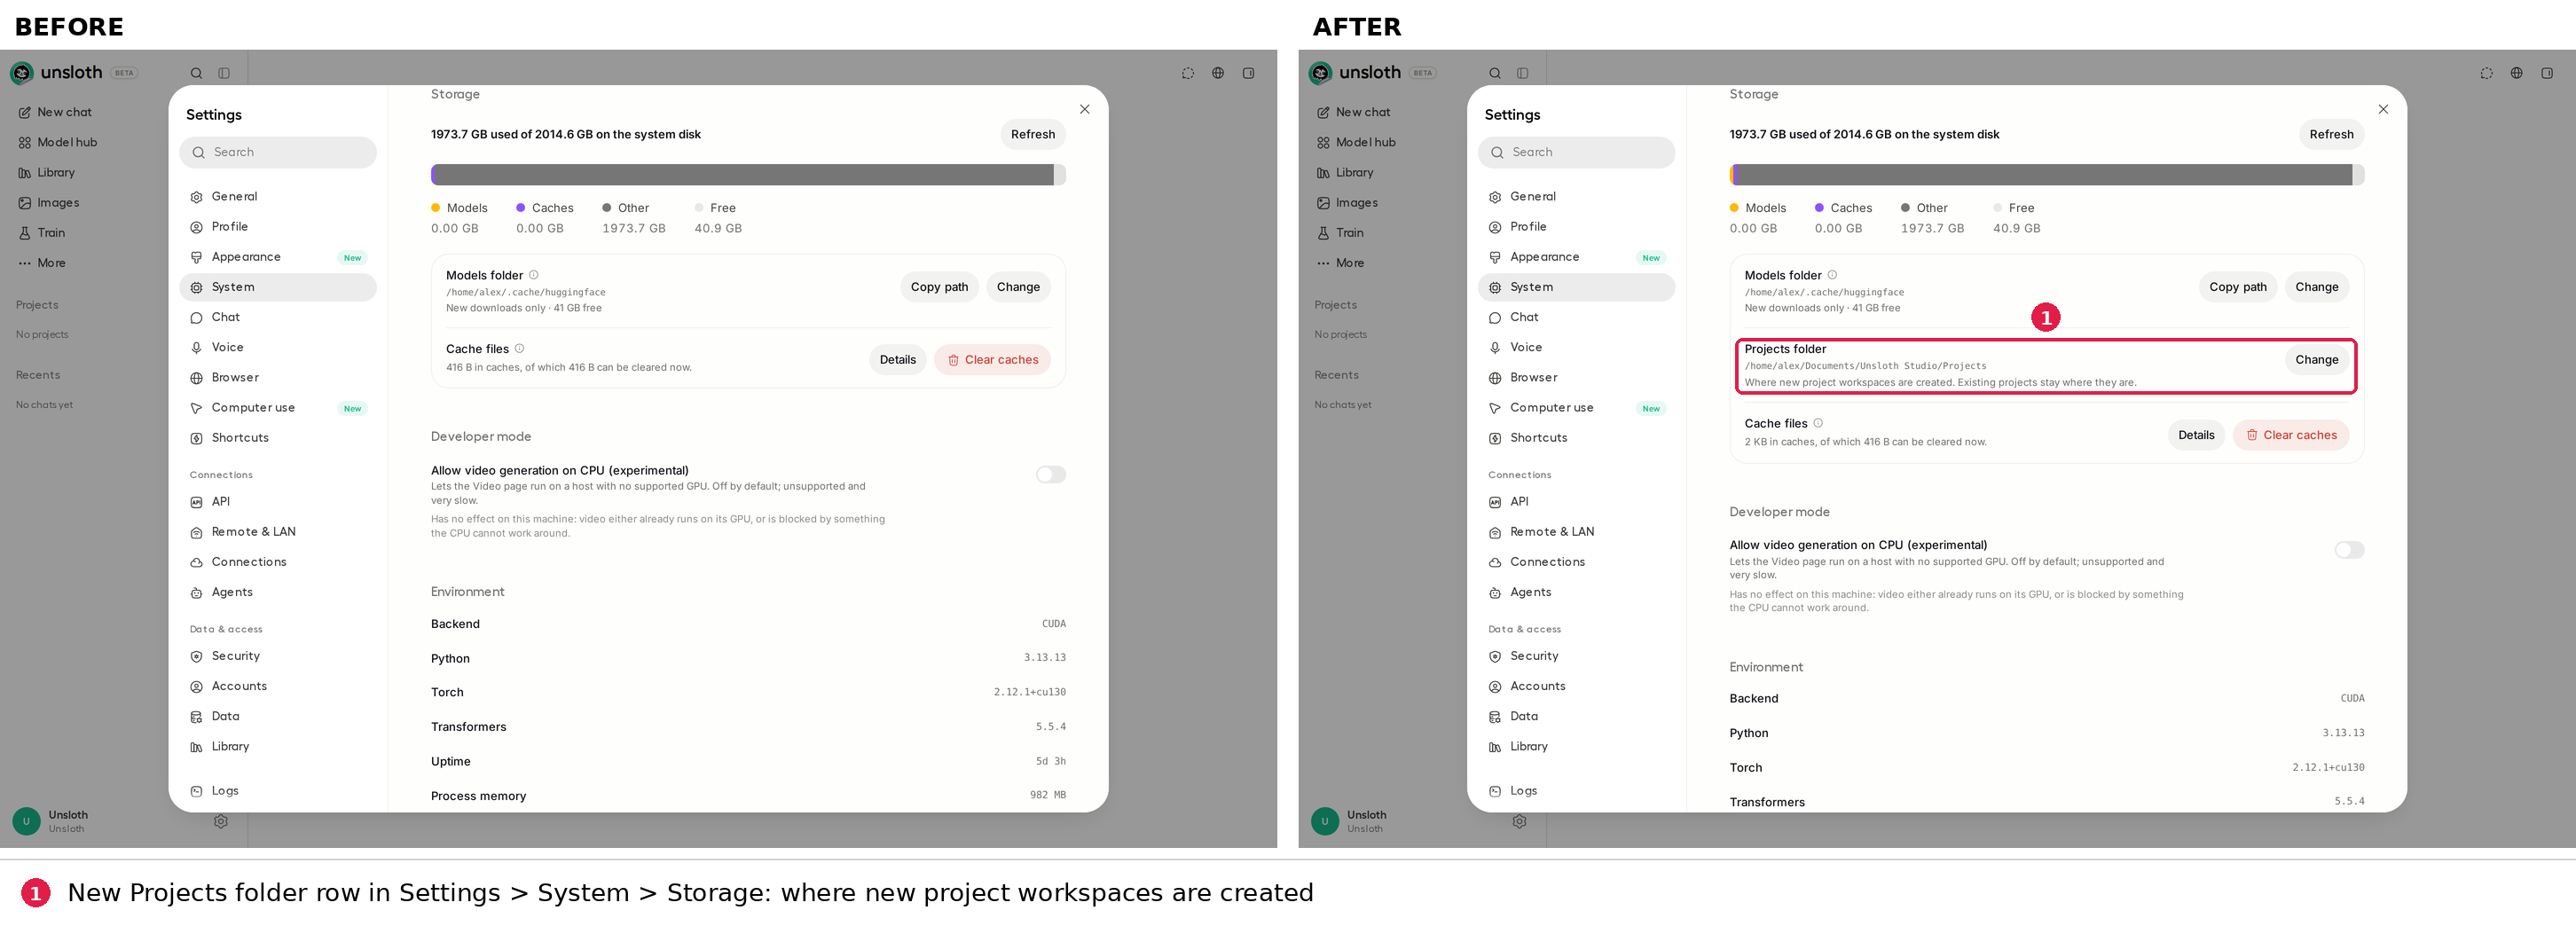 BEFORE
unsloth BETA
New chat
Model hub
Library
Images
Train
More
Projects
No projects
Recents
No chats yet
U
Unsloth
Unsloth
Settings
Search
General
Profile
Appearance New
System
Chat
Voice
Browser
Computer use New
Shortcuts
Connections
API
Remote & LAN
Connections
Agents
Data & access
Security
Accounts
Data
Library
Logs
Storage
1973.7 GB used of 2014.6 GB on the system disk
Refresh
Models Caches Other Free
0.00 GB 0.00 GB 1973.7 GB 40.9 GB
Models folder
/home/alex/.cache/huggingface
New downloads only · 41 GB free
Copy path Change
Cache files
416 B in caches, of which 416 B can be cleared now.
Details Clear caches
Developer mode
Allow video generation on CPU (experimental)
Lets the Video page run on a host with no supported GPU. Off by default; unsupported and
very slow.
Has no effect on this machine: video either already runs on its GPU, or is blocked by something
the CPU cannot work around.
Environment
Backend CUDA
Python 3.13.13
Torch 2.12.1+cu130
Transformers 5.5.4
Uptime 5d 3h
Process memory 982 MB
AFTER
unsloth BETA
New chat
Model hub
Library
Images
Train
More
Projects
No projects
Recents
No chats yet
U
Unsloth
Unsloth
Settings
Search
General
Profile
Appearance New
System
Chat
Voice
Browser
Computer use New
Shortcuts
Connections
API
Remote & LAN
Connections
Agents
Data & access
Security
Accounts
Data
Library
Logs
Storage
1973.7 GB used of 2014.6 GB on the system disk
Refresh
Models Caches Other Free
0.00 GB 0.00 GB 1973.7 GB 40.9 GB
Models folder
/home/alex/.cache/huggingface
New downloads only · 41 GB free
Copy path Change
1
Projects folder
/home/alex/Documents/Unsloth Studio/Projects
Where new project workspaces are created. Existing projects stay where they are.
Change
Cache files
2 KB in caches, of which 416 B can be cleared now.
Details Clear caches
Developer mode
Allow video generation on CPU (experimental)
Lets the Video page run on a host with no supported GPU. Off by default; unsupported and
very slow.
Has no effect on this machine: video either already runs on its GPU, or is blocked by something
the CPU cannot work around.
Environment
Backend CUDA
Python 3.13.13
Torch 2.12.1+cu130
Transformers 5.5.4
1 New Projects folder row in Settings > System > Storage: where new project workspaces are created